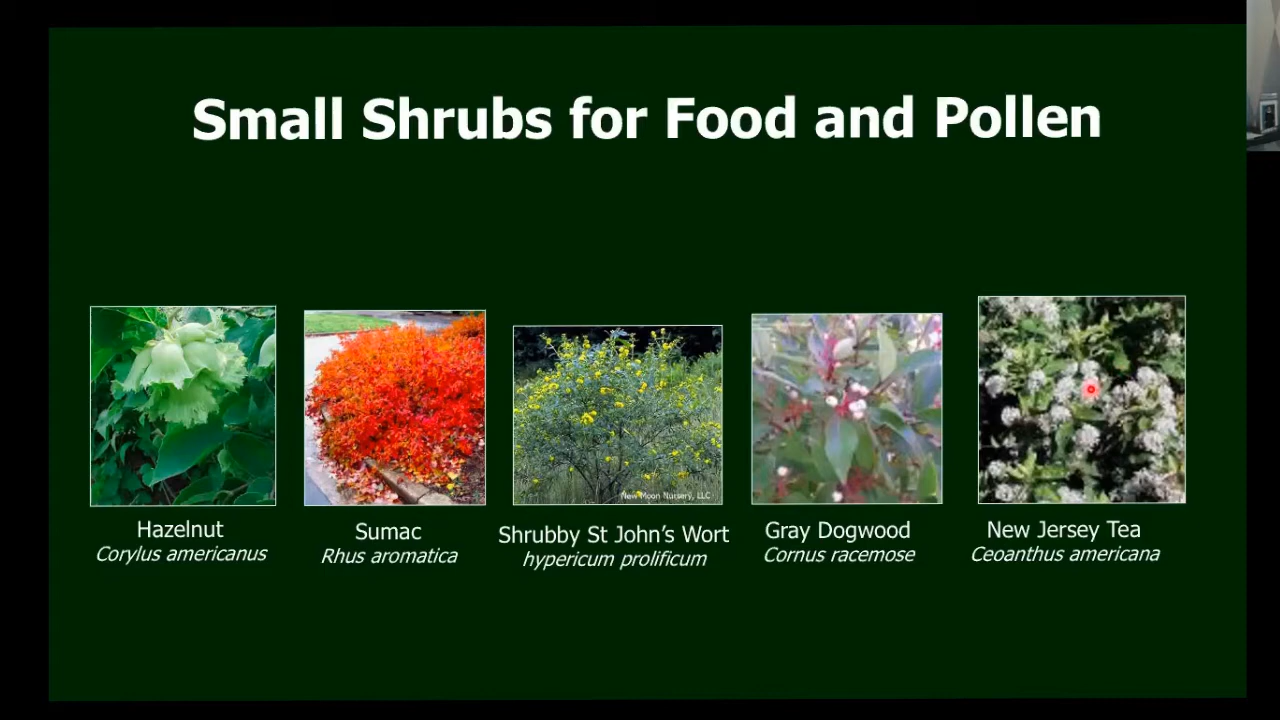 Small Shrubs for Food and Pollen
New Moon Nursery, LLC
Hazelnut
Corylus americanus
Sumac
Rhus aromatica
Shrubby St John's Wort
hypericum prolificum
Gray Dogwood
Cornus racemose
New Jersey Tea
Ceoanthus americana